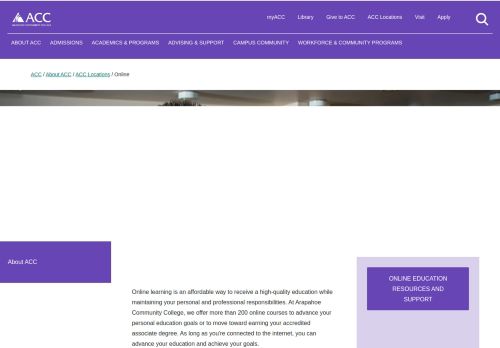 ACC
ARAPAHOE COMMUNITY COLLEGE
myACC Library Give to ACC ACC Locations Visit Apply
ABOUT ACC ADMISSIONS ACADEMICS & PROGRAMS ADVISING & SUPPORT CAMPUS COMMUNITY WORKFORCE & COMMUNITY PROGRAMS
ACC / About ACC / ACC Locations / Online
About ACC
Online learning is an affordable way to receive a high-quality education while
maintaining your personal and professional responsibilities. At Arapahoe
Community College, we offer more than 200 online courses to advance your
personal education goals or to move toward earning your accredited
associate degree. As long as you're connected to the internet, you can
advance your education and achieve your goals.
ONLINE EDUCATION
RESOURCES AND
SUPPORT